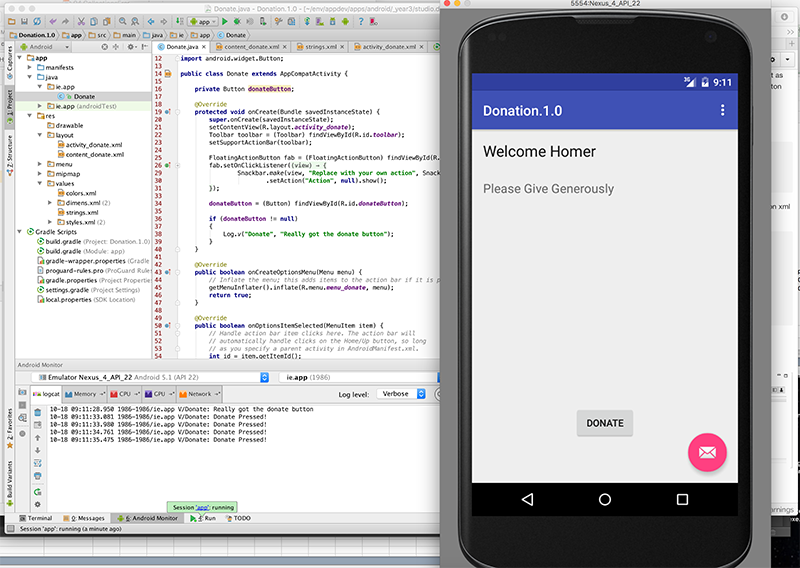 Donate.java - Donation.1.0 - [~/env/appdev/apps/android/_year3/studio.d
5554:Nexus_4_API_22
app
Donation.1.0
app
src
main
java
ie
app
Donate
Android
Donate.java
content_donate.xml
strings.xml
activity_donate.xml
Captures
1: Project
Z: Structure
2: Favorites
Build Variants
app
manifests
java
ie.app
Donate
ie.app (androidTest)
res
drawable
layout
activity_donate.xml
content_donate.xml
menu
mipmap
values
colors.xml
dimens.xml (2)
strings.xml
styles.xml (2)
Gradle Scripts
build.gradle (Project: Donation.1.0)
build.gradle (Module: app)
gradle-wrapper.properties (Gradle
proguard-rules.pro (ProGuard Rules
gradle.properties (Project Properties)
settings.gradle (Project Settings)
local.properties (SDK Location)
12 import android.widget.Button;
13
14 public class Donate extends AppCompatActivity {
15
16 private Button donateButton;
17
18 @Override
19 protected void onCreate(Bundle savedInstanceState) {
20 super.onCreate(savedInstanceState);
21 setContentView(R.layout.activity_donate);
22 Toolbar toolbar = (Toolbar) findViewById(R.id.toolbar);
23 setSupportActionBar(toolbar);
24
25 FloatingActionButton fab = (FloatingActionButton) findViewById(R.
26 fab.setOnClickListener((view) → {
29 Snackbar.make(view, "Replace with your own action", Snack
30 .setAction("Action", null).show();
31 });
33
34 donateButton = (Button) findViewById(R.id.donateButton);
35
36 if (donateButton != null)
37 {
38 Log.v("Donate", "Really got the donate button");
39 }
40 }
41
42 @Override
43 public boolean onCreateOptionsMenu(Menu menu) {
44 // Inflate the menu; this adds items to the action bar if it is p
45 getMenuInflater().inflate(R.menu.menu_donate, menu);
46 return true;
47 }
48
49 @Override
50 public boolean onOptionsItemSelected(MenuItem item) {
51 // Handle action bar item clicks here. The action bar will
52 // automatically handle clicks on the Home/Up button, so long
53 // as you specify a parent activity in AndroidManifest.xml.
54 int id = item.getItemId();
Android Monitor
Emulator Nexus_4_API_22 Android 5.1 (API 22)
ie.app (1986)
logcat
Memory
CPU
GPU
Network
Log level:
Verbose
10-18 09:11:28.950 1986-1986/ie.app V/Donate: Really got the donate button
10-18 09:11:33.081 1986-1986/ie.app V/Donate: Donate Pressed!
10-18 09:11:33.980 1986-1986/ie.app V/Donate: Donate Pressed!
10-18 09:11:34.761 1986-1986/ie.app V/Donate: Donate Pressed!
10-18 09:11:35.475 1986-1986/ie.app V/Donate: Donate Pressed!
Session "app": running
Terminal
0: Messages
6: Android Monitor
4: Run
TODO
Session "app": running (a minute ago)
3G
9:11
Donation.1.0
Welcome Homer
Please Give Generously
DONATE
st as
on xml
rnings